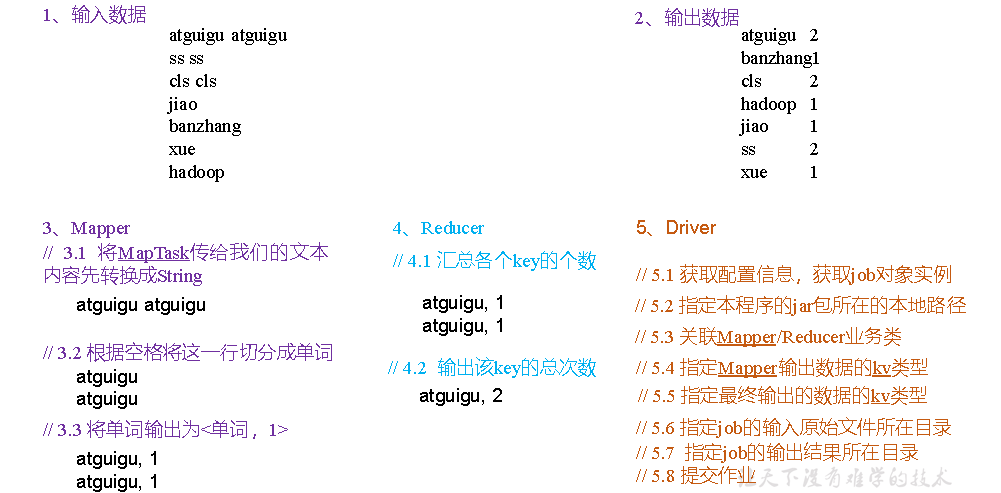 1、输入数据
atguigu atguigu
ss ss
cls cls
jiao
banzhang
xue
hadoop
2、输出数据
atguigu 2
banzhang1
cls 2
hadoop 1
jiao 1
ss 2
xue 1
3、Mapper
// 3.1 将MapTask传给我们的文本
内容先转换成String
atguigu atguigu
// 3.2 根据空格将这一行切分成单词
atguigu
atguigu
// 3.3 将单词输出为<单词，1>
atguigu, 1
atguigu, 1
4、Reducer
// 4.1 汇总各个key的个数
atguigu, 1
atguigu, 1
// 4.2 输出该key的总次数
atguigu, 2
5、Driver
// 5.1 获取配置信息，获取job对象实例
// 5.2 指定本程序的jar包所在的本地路径
// 5.3 关联Mapper/Reducer业务类
// 5.4 指定Mapper输出数据的kv类型
// 5.5 指定最终输出的数据的kv类型
// 5.6 指定job的输入原始文件所在目录
// 5.7 指定job的输出结果所在目录
// 5.8 提交作业
天下没有难学的技术